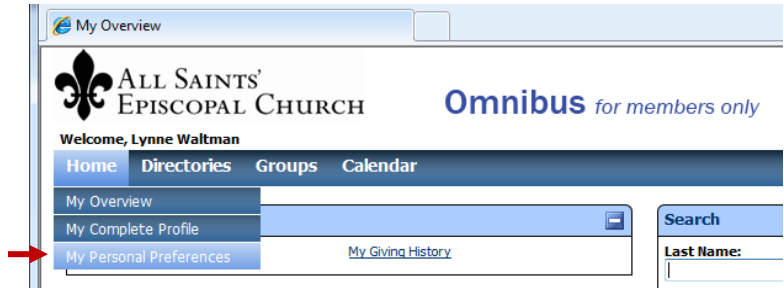 My Overview
ALL SAINTS'
EPISCOPAL CHURCH
Omnibus for members only
Welcome, Lynne Waltman
Home Directories Groups Calendar
My Overview
My Complete Profile
My Personal Preferences
My Giving History
Search
Last Name: